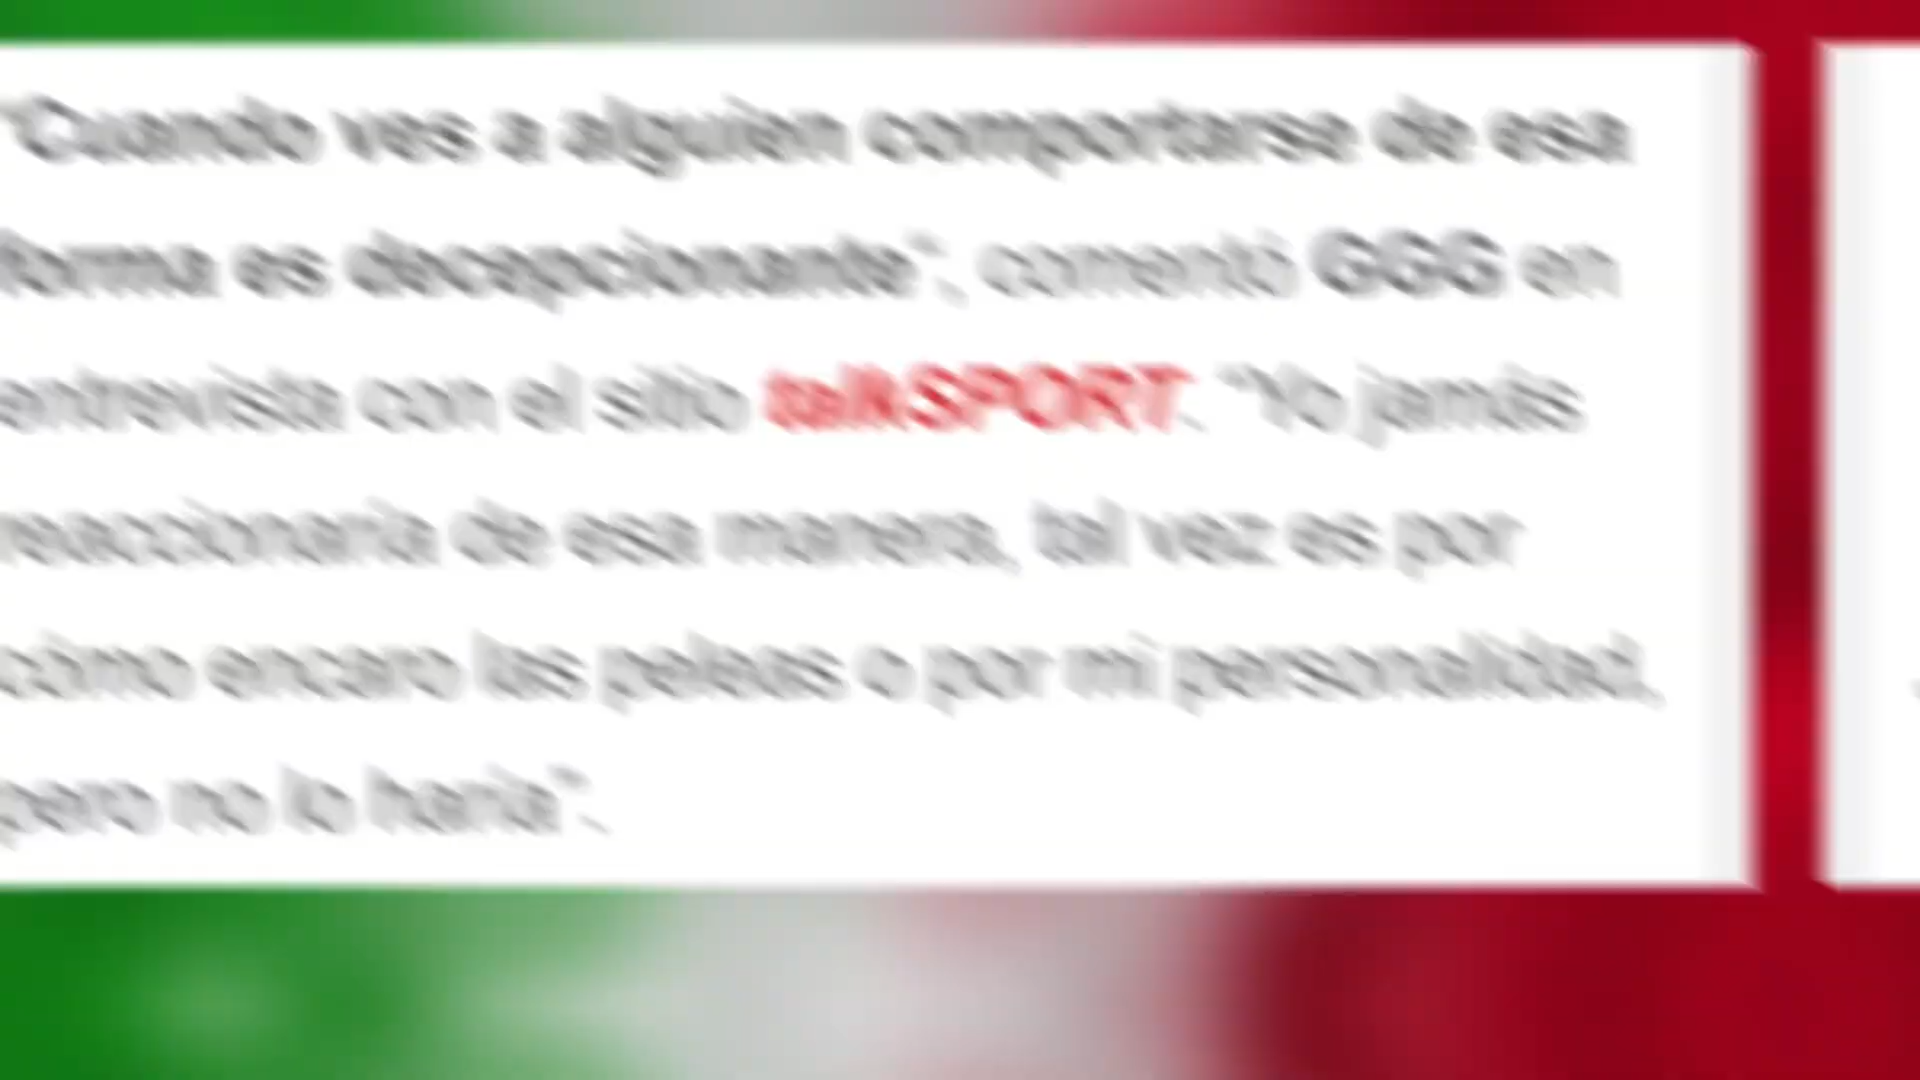 "Cuando ves a alguien comportarse de esa
forma es decepcionante", comentó GGG en
entrevista con el sitio talkSPORT. "Yo jamás
reaccionaría de esa manera, tal vez es por
cómo encaro las peleas o por mi personalidad,
pero no lo haría".